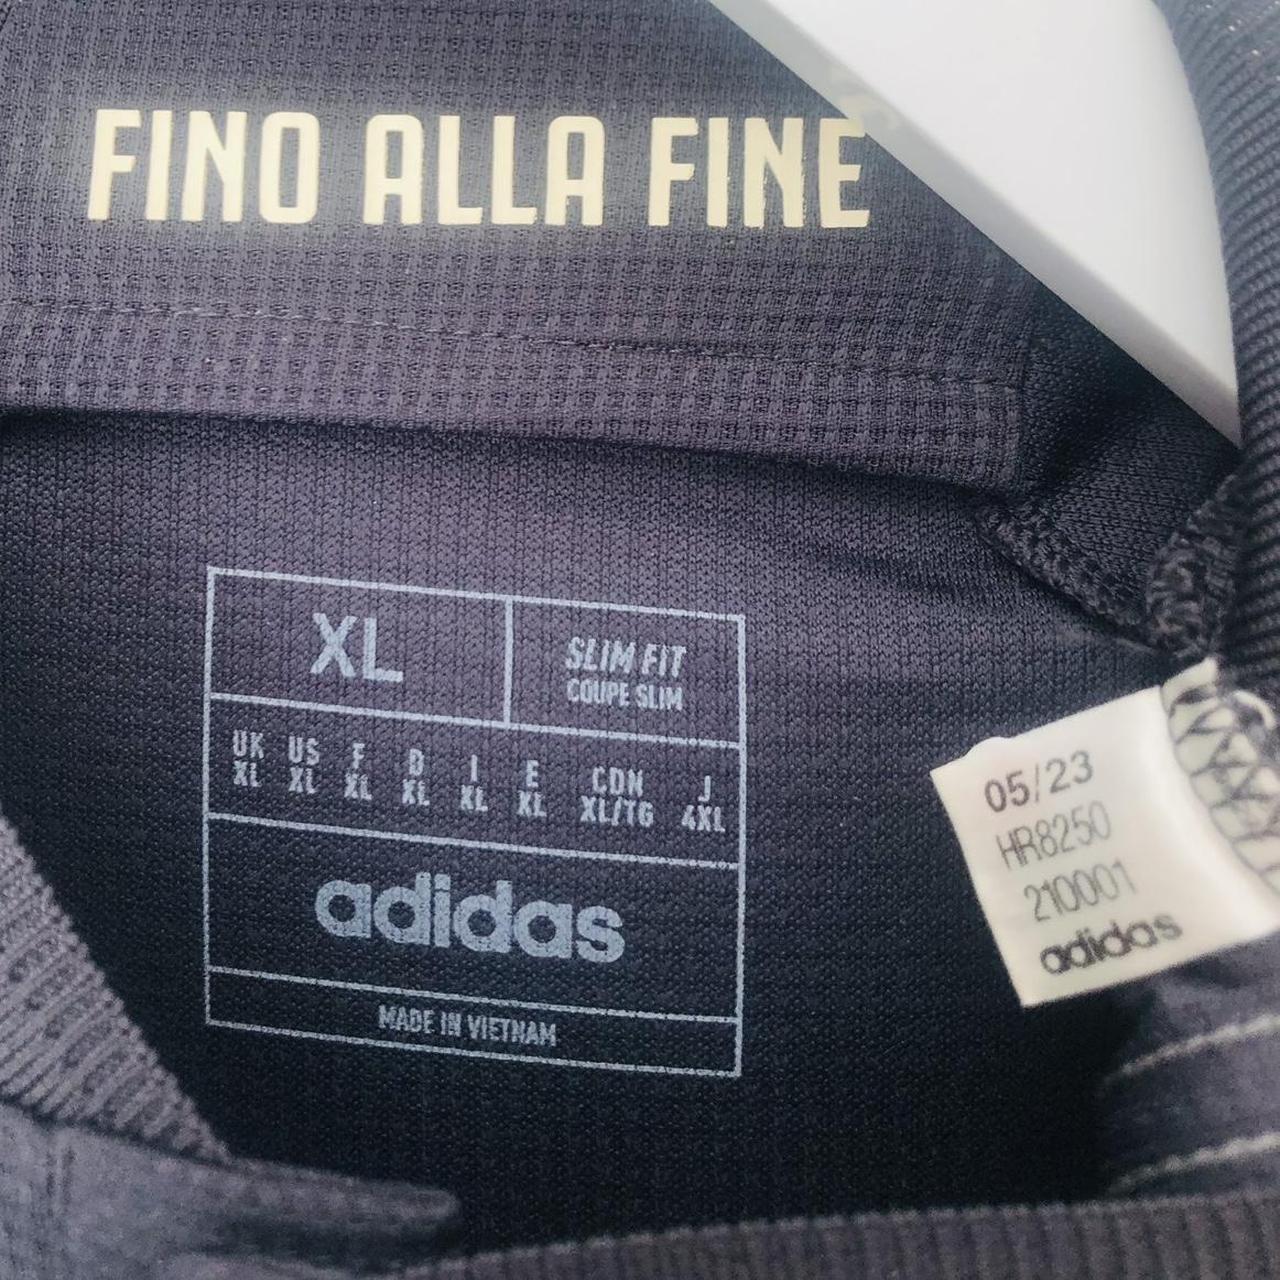 FINO ALLA FINE
XL
SLIM FIT
COUPE SLIM
UK US F D I E CDN J
XL XL XL XL XL XL XL/TG 4XL
adidas
MADE IN VIETNAM
05/23
HR8250
210001
adidas